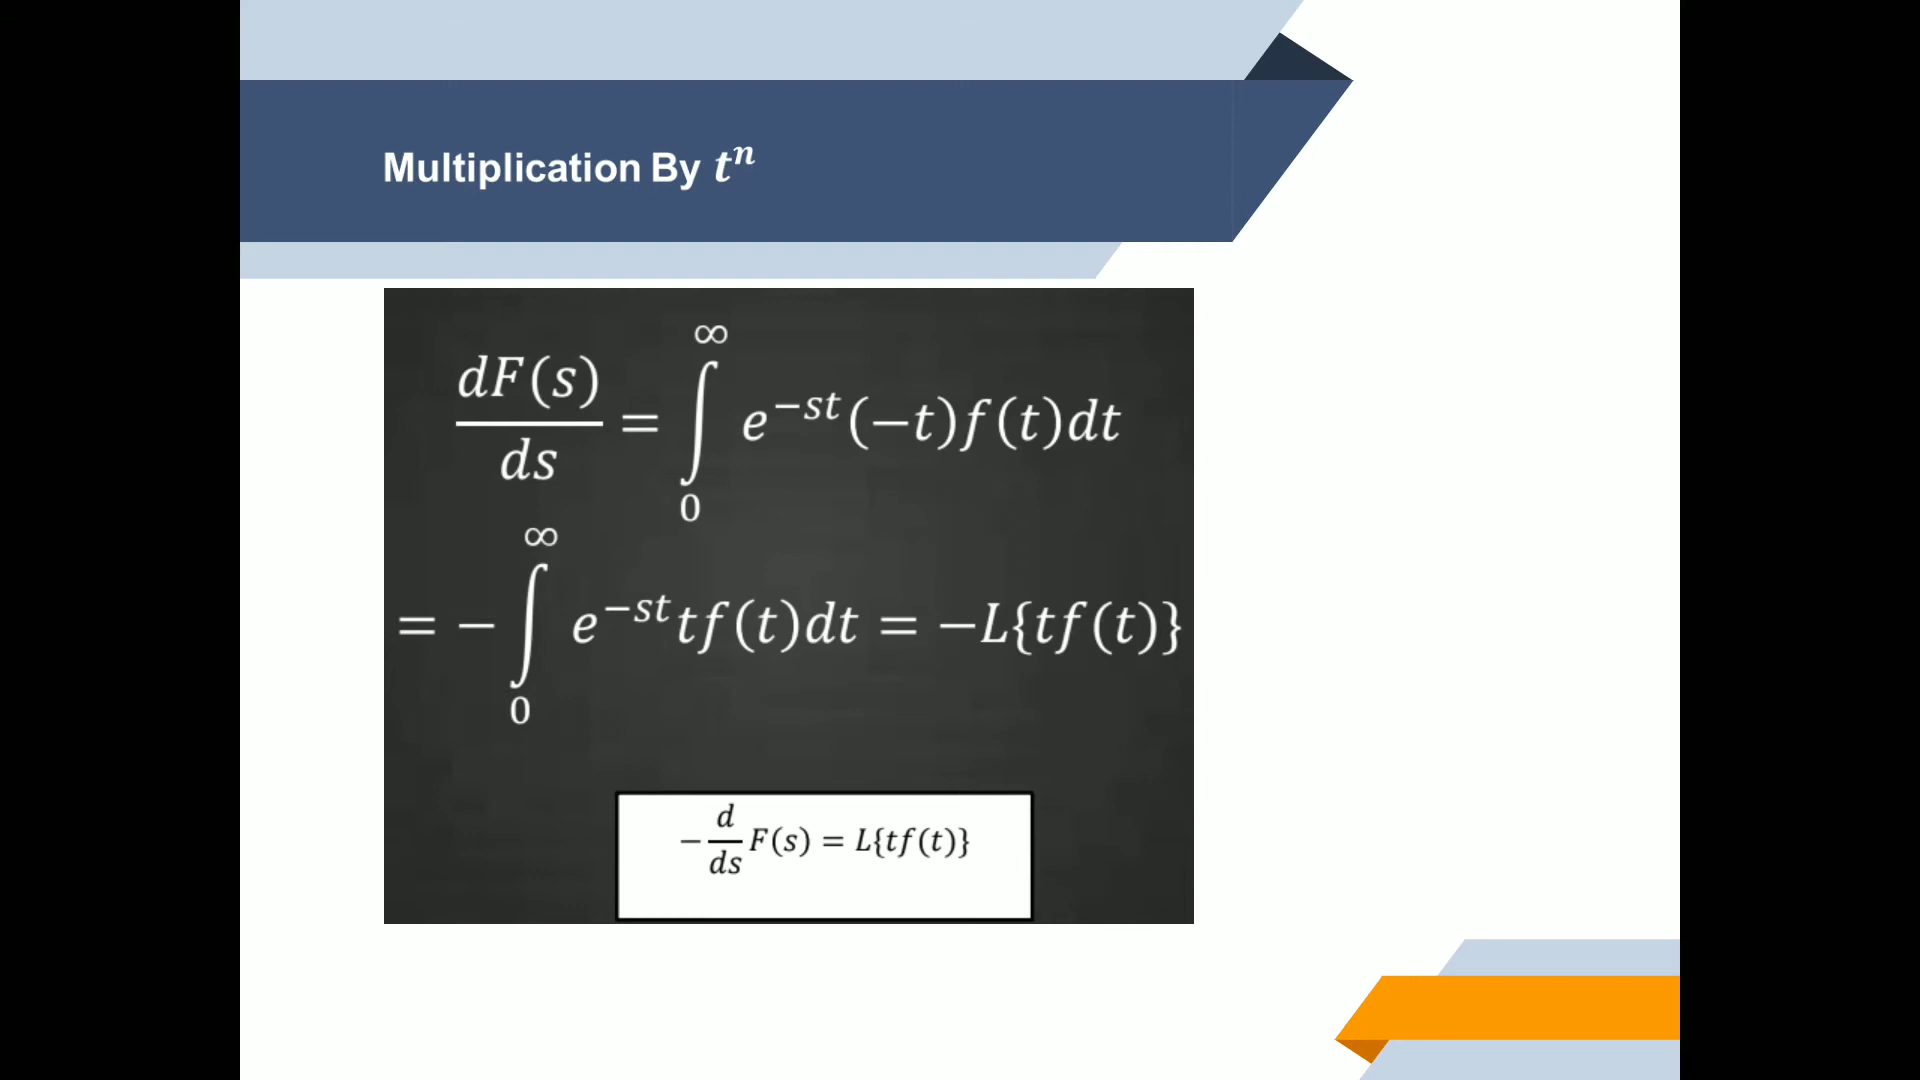 Multiplication By tⁿ
dF(s)/ds = ∫₀^∞ e^{−st}(−t)f(t)dt
= − ∫₀^∞ e^{−st}tf(t)dt = −L{tf(t)}
− d/ds F(s) = L{tf(t)}